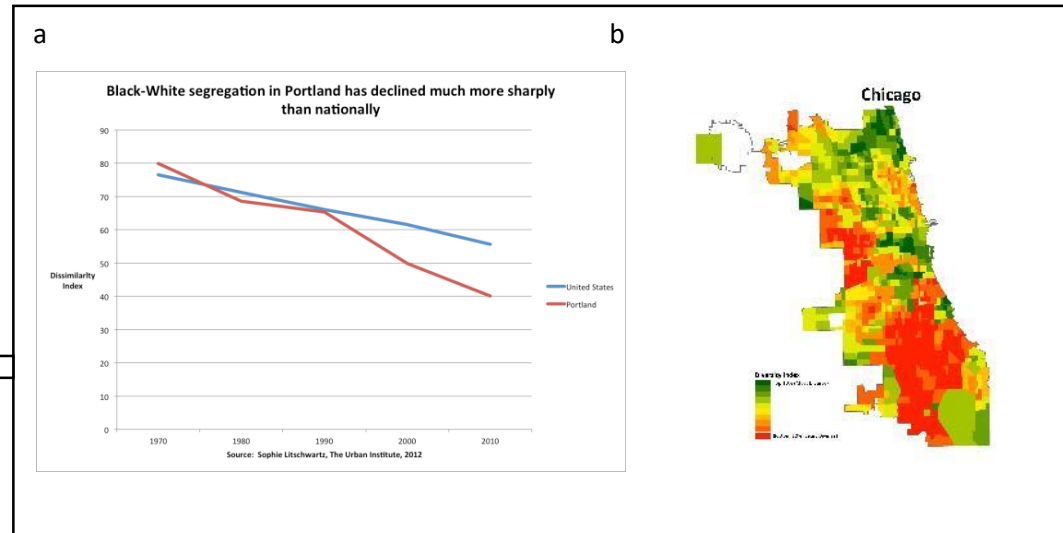 a
b
Black-White segregation in Portland has declined much more sharply
than nationally
90
80
70
60
50
40
30
20
10
0
Dissimilarity
Index
United States
Portland
1970 1980 1990 2000 2010
Source: Sophie Litschwartz, The Urban Institute, 2012
Chicago
Diversity Index